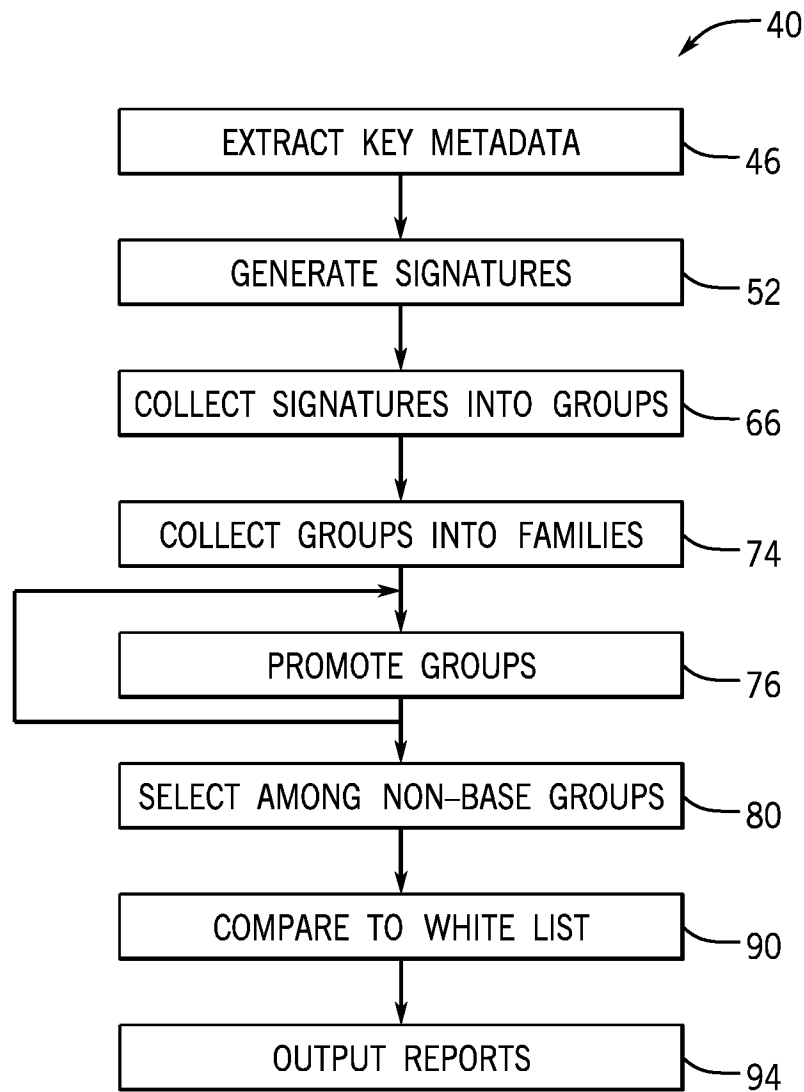 40
EXTRACT KEY METADATA
46
GENERATE SIGNATURES
52
COLLECT SIGNATURES INTO GROUPS
66
COLLECT GROUPS INTO FAMILIES
74
PROMOTE GROUPS
76
SELECT AMONG NON–BASE GROUPS
80
COMPARE TO WHITE LIST
90
OUTPUT REPORTS
94